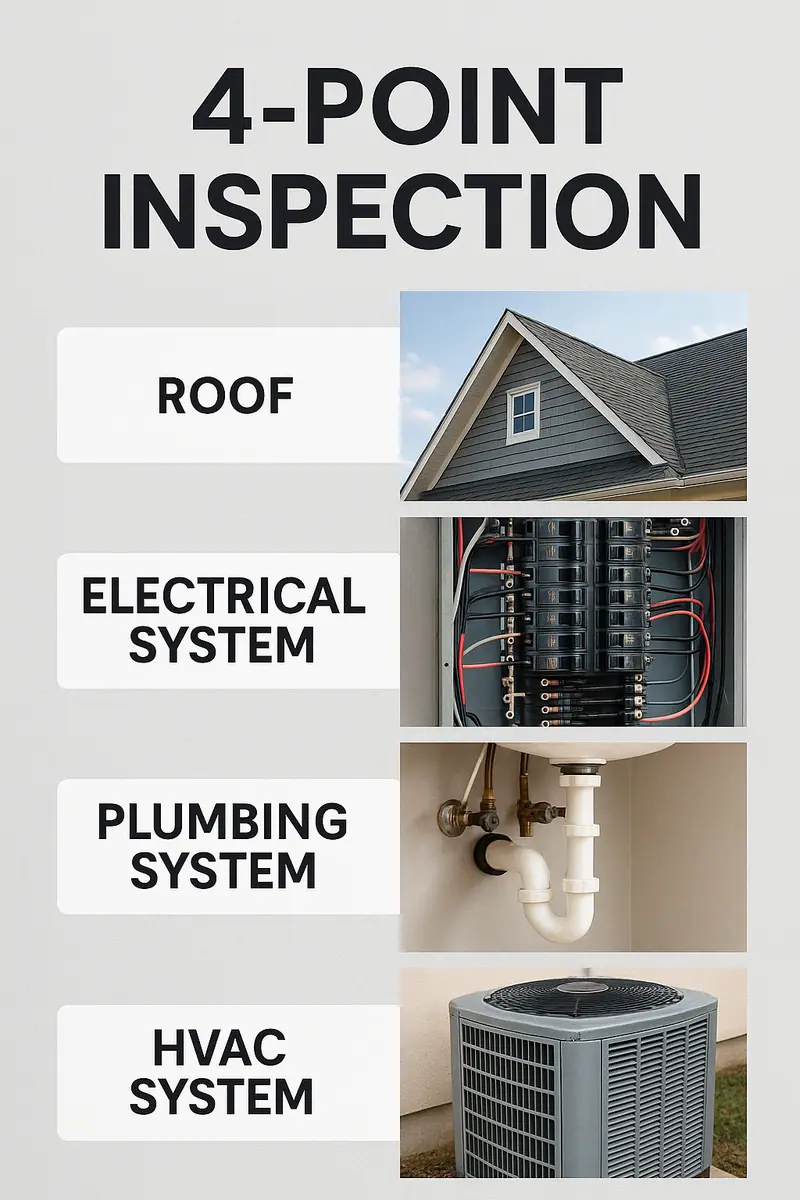 4-POINT
INSPECTION
ROOF
ELECTRICAL
SYSTEM
PLUMBING
SYSTEM
HVAC
SYSTEM